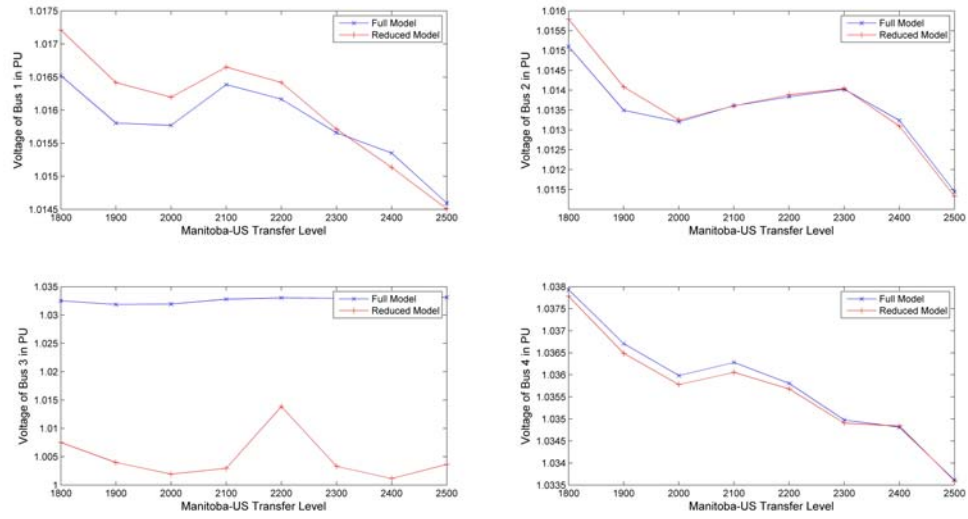 1.0175
1.017
1.0165
1.016
1.0155
1.015
1.0145
Voltage of Bus 1 in PU
Full Model
Reduced Model
1800 1900 2000 2100 2200 2300 2400 2500
Manitoba-US Transfer Level
1.016
1.0155
1.015
1.0145
1.014
1.0135
1.013
1.0125
1.012
1.0115
Voltage of Bus 2 in PU
Full Model
Reduced Model
1800 1900 2000 2100 2200 2300 2400 2500
Manitoba-US Transfer Level
1.035
1.03
1.025
1.02
1.015
1.01
1.005
1
Voltage of Bus 3 in PU
Full Model
Reduced Model
1800 1900 2000 2100 2200 2300 2400 2500
Manitoba-US Transfer Level
1.038
1.0375
1.037
1.0365
1.036
1.0355
1.035
1.0345
1.034
1.0335
Voltage of Bus 4 in PU
Full Model
Reduced Model
1800 1900 2000 2100 2200 2300 2400 2500
Manitoba-US Transfer Level